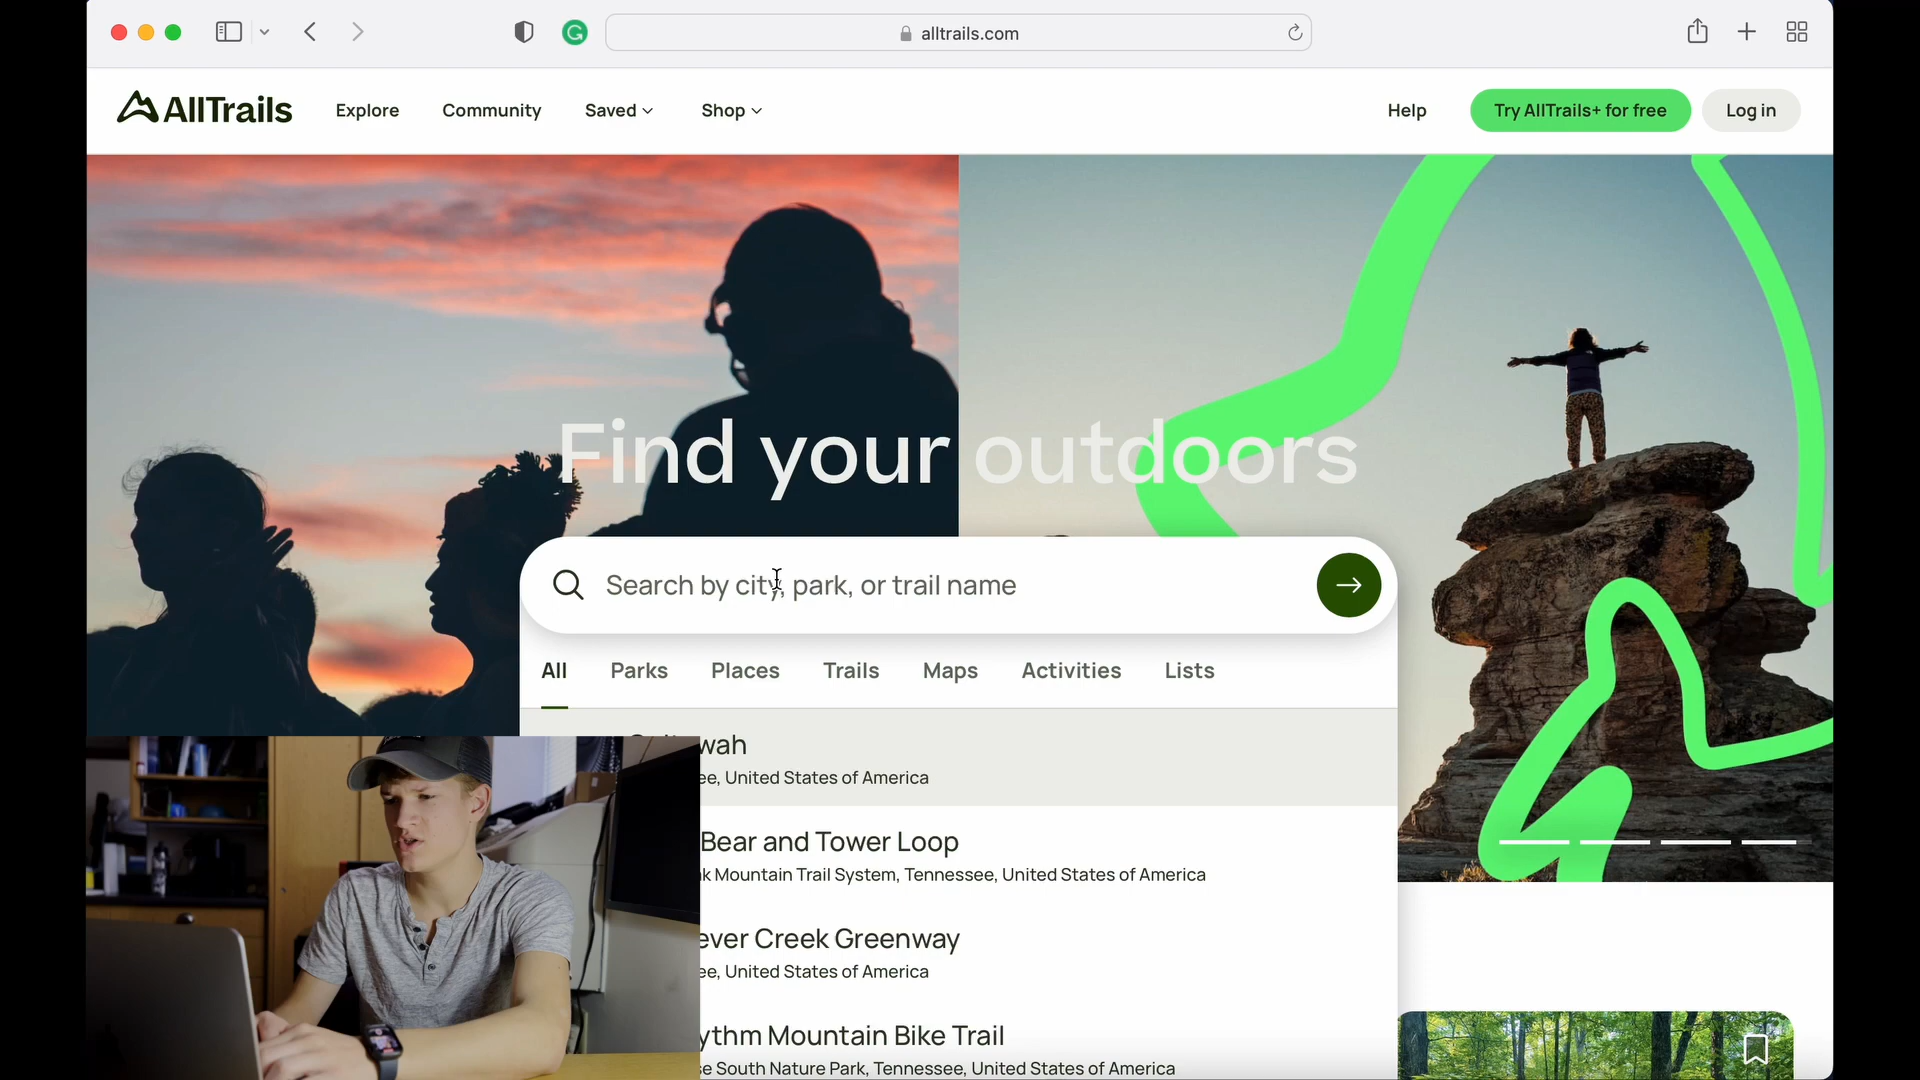 alltrails.com
AllTrails Explore Community Saved Shop Help Try AllTrails+ for free Log in
Find your outdoors
Search by city, park, or trail name
All Parks Places Trails Maps Activities Lists
United States of America
Bear and Tower Loop
Mountain Trail System, Tennessee, United States of America
Creek Greenway
United States of America
Mountain Bike Trail
South Nature Park, Tennessee, United States of America